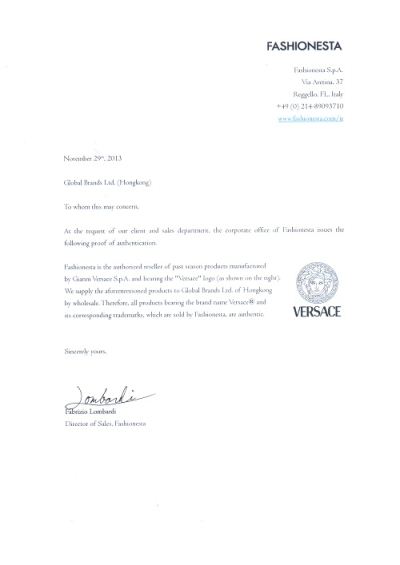 FASHIONESTA
Fashionesta S.p.A.
Via Aretina, 37
Reggello, FL, Italy
+49 (0) 214-89093710
www.fashionesta.com/it
November 29th, 2013
Global Brands Ltd. (Hongkong)
To whom this may concern,
At the request of our client and sales department, the corporate office of Fashionesta issues the
following proof of authentication:
Fashionesta is the authorized reseller of past season products manufactured
by Gianni Versace S.p.A. and bearing the "Versace" logo (as shown on the right).
We supply the aforementioned products to Global Brands Ltd. of Hongkong
by wholesale. Therefore, all products bearing the brand name Versace® and
its corresponding trademarks, which are sold by Fashionesta, are authentic.
VERSACE
Sincerely yours,
Lombardi
Fabrizio Lombardi
Director of Sales, Fashionesta